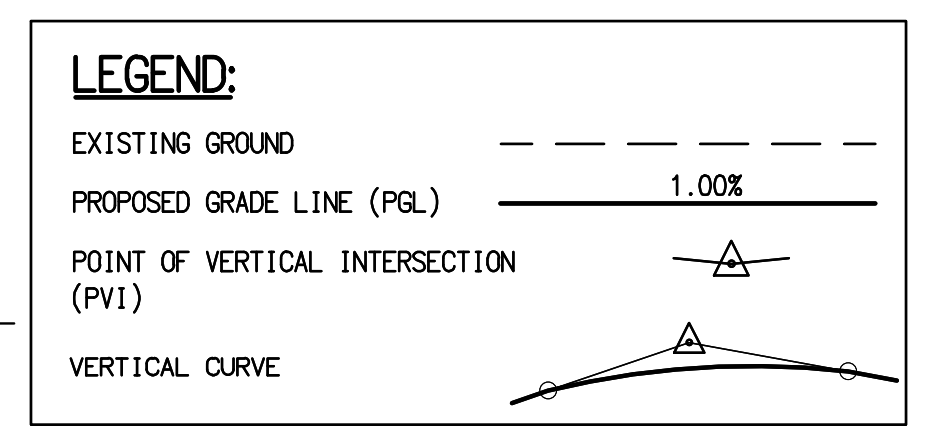 LEGEND:
EXISTING GROUND
PROPOSED GRADE LINE (PGL)
1.00%
POINT OF VERTICAL INTERSECTION
(PVI)
VERTICAL CURVE